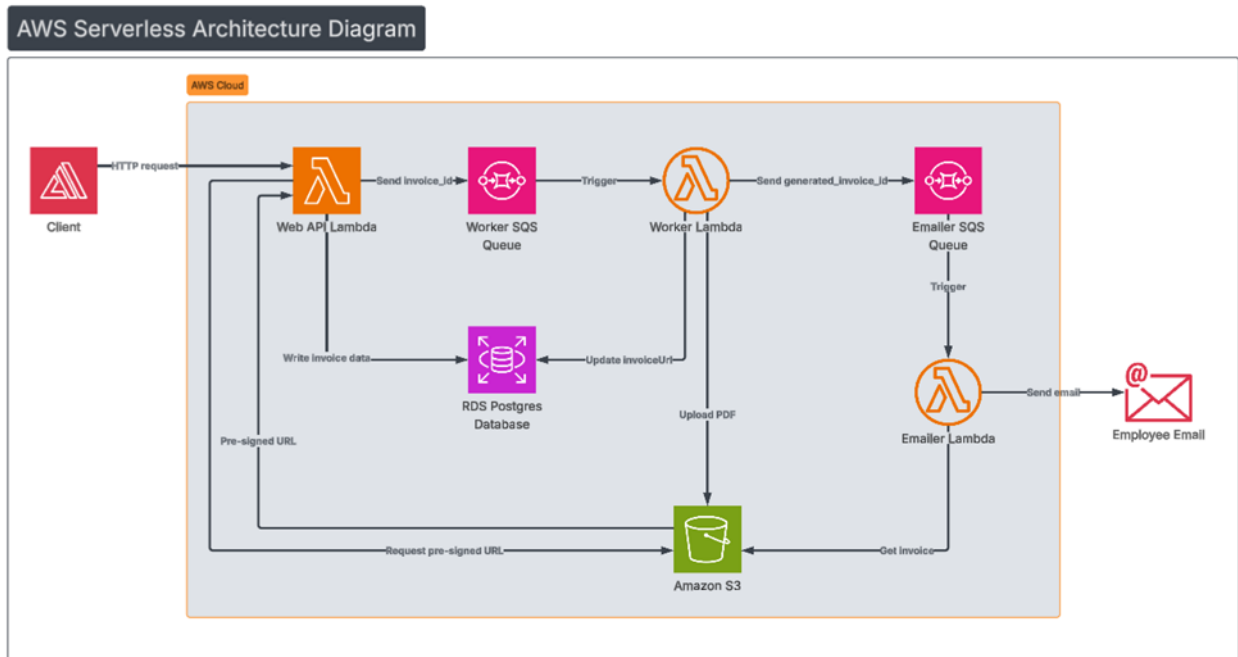 AWS Serverless Architecture Diagram
AWS Cloud
HTTP request
Send invoice_id
Trigger
Send generated_invoice_id
Client
Web API Lambda
Worker SQS
Queue
Worker Lambda
Emailer SQS
Queue
Trigger
Write invoice data
Update invoiceUrl
RDS Postgres
Database
Upload PDF
Send email
Emailer Lambda
Employee Email
Pre-signed URL
Request pre-signed URL
Get invoice
Amazon S3